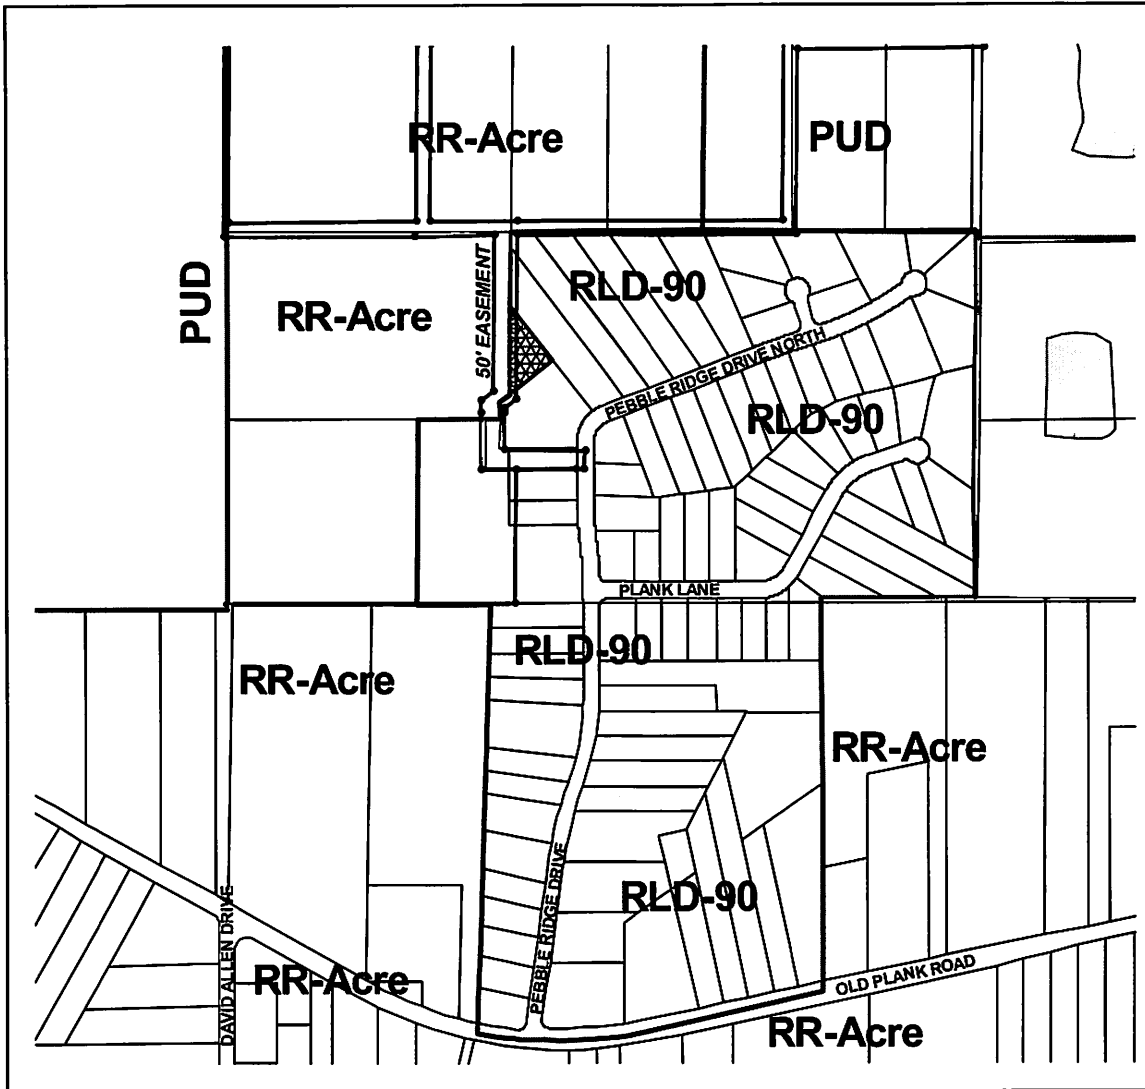 RR-Acre
PUD
PUD
RR-Acre
50' EASEMENT
RLD-90
PEBBLE RIDGE DRIVE NORTH
RLD-90
PLANK LANE
RLD-90
RR-Acre
RR-Acre
PEBBLE RIDGE DRIVE
RLD-90
DAVID ALLEN DRIVE
RR-Acre
OLD PLANK ROAD
RR-Acre